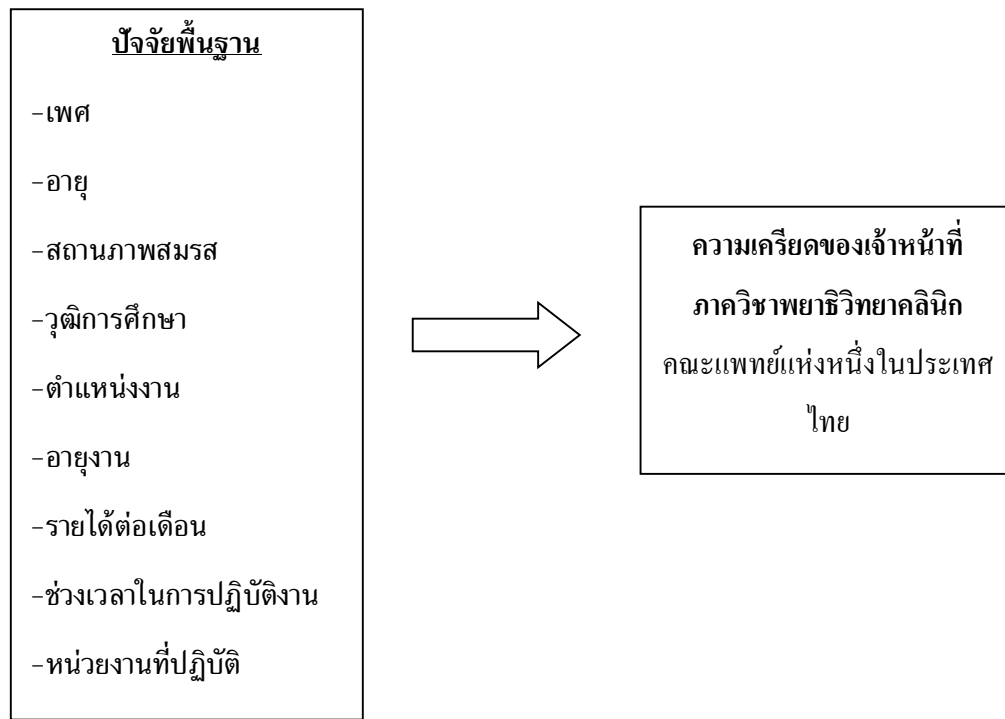 ปัจจัยพื้นฐาน
-เพศ
-อายุ
-สถานภาพสมรส
-วุฒิการศึกษา
-ตำแหน่งงาน
-อายุงาน
-รายได้ต่อเดือน
-ช่วงเวลาในการปฏิบัติงาน
-หน่วยงานที่ปฏิบัติ
ความเครียดของเจ้าหน้าที่
ภาควิชาพยาธิวิทยาคลินิก
คณะแพทย์แห่งหนึ่งในประเทศ
ไทย